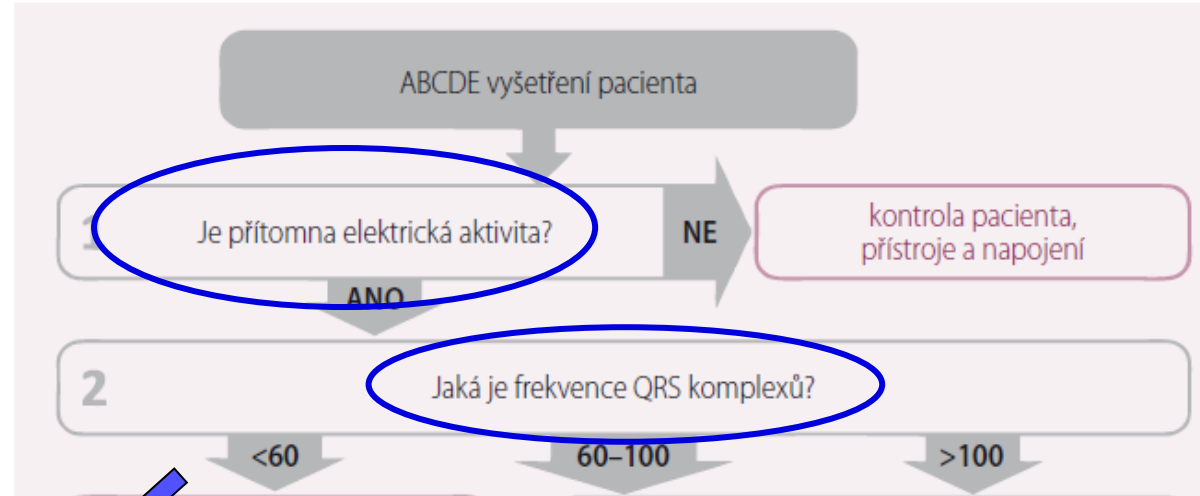 ABCDE vyšetření pacienta
1
Je přítomna elektrická aktivita?
NE
kontrola pacienta,
přístroje a napojení
ANO
2
Jaká je frekvence QRS komplexů?
<60
60–100
>100